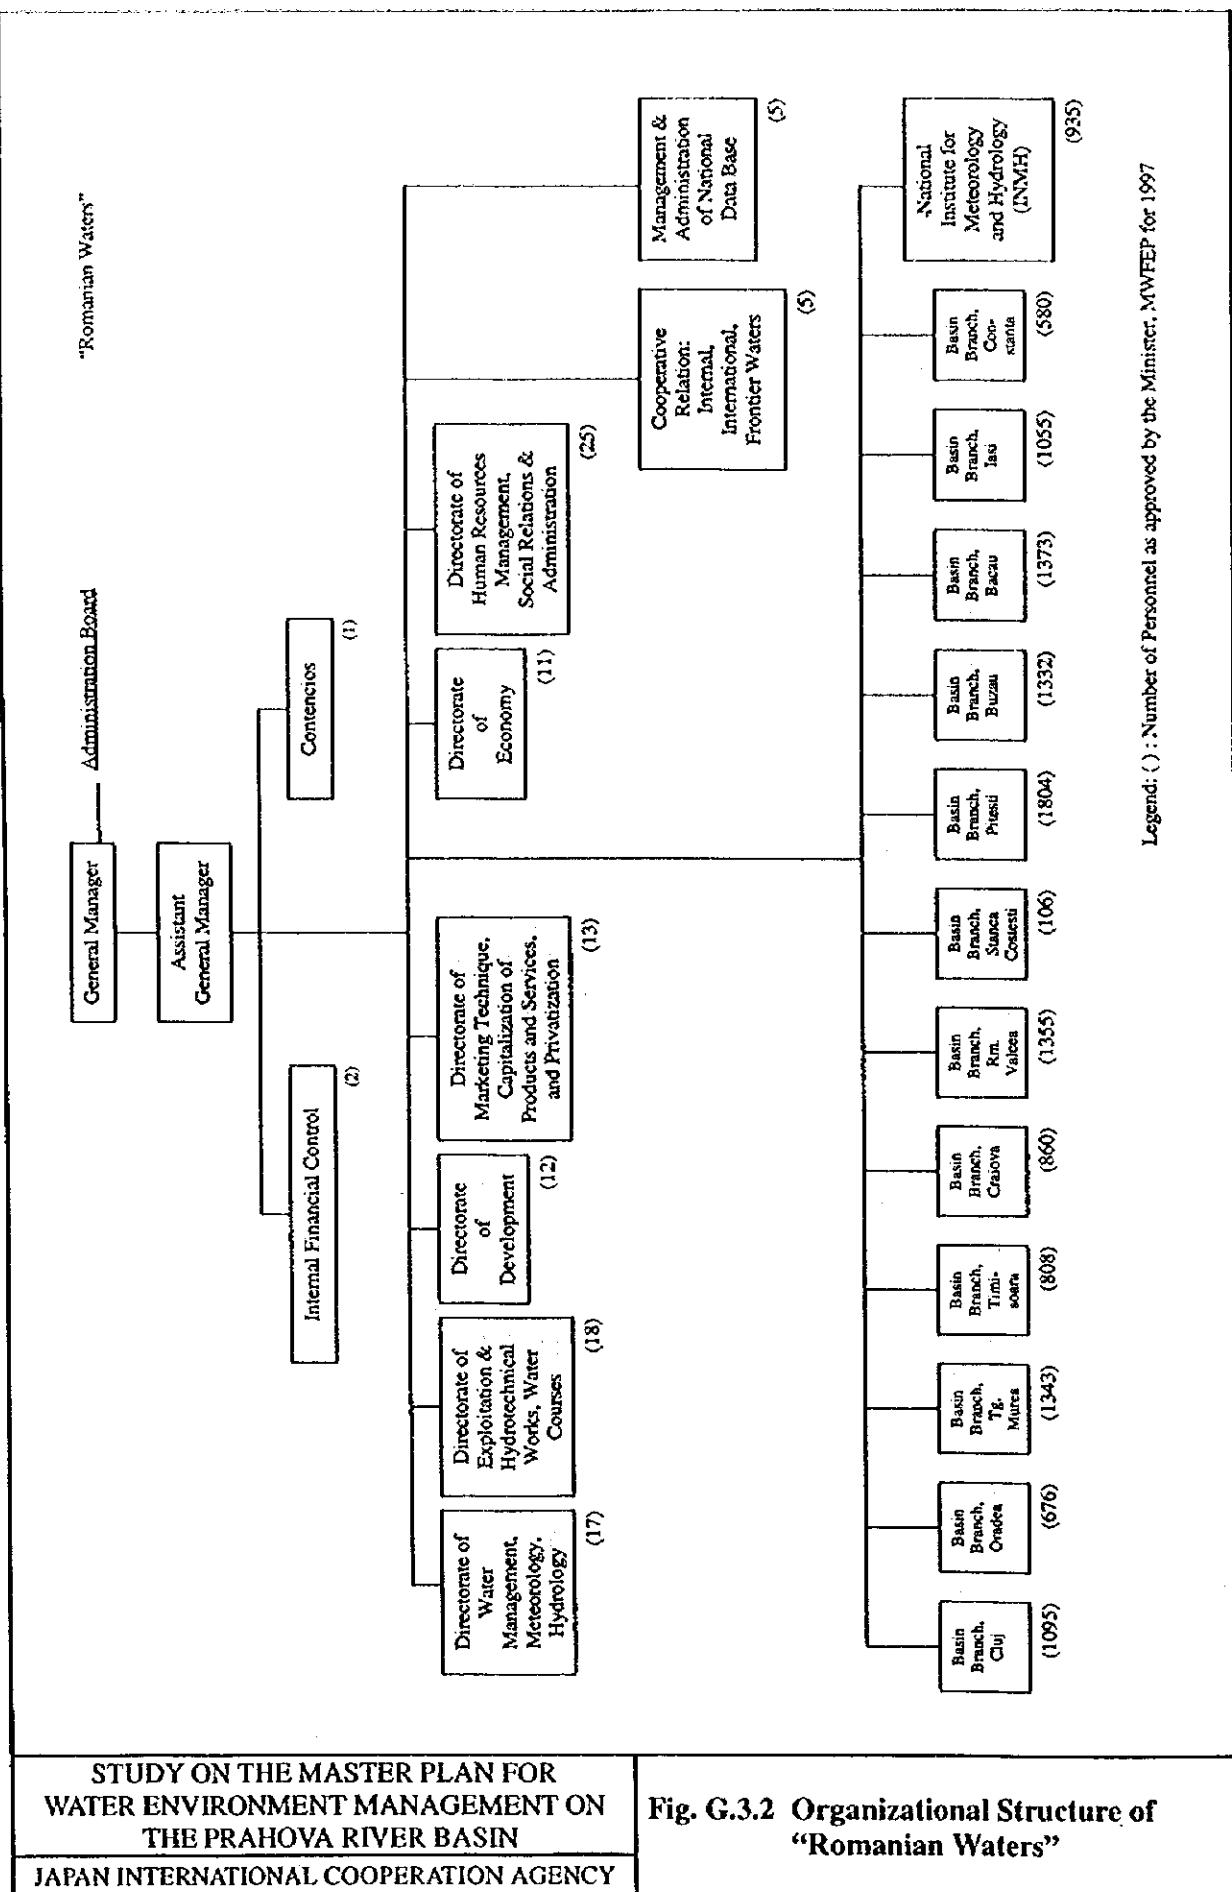 "Romanian Waters"
General Manager
Administration Board
Assistant
General Manager
Internal Financial Control
(2)
Contencios
(1)
Directorate of
Water
Management,
Meteorology,
Hydrology
(17)
Directorate of
Exploitation &
Hydrotechnical
Works, Water
Courses
(18)
Directorate
of
Development
(12)
Directorate of
Marketing Technique,
Capitalization of
Products and Services,
and Privatization
(13)
Directorate
of
Economy
(11)
Directorate of
Human Resources
Management,
Social Relations &
Administration
(25)
Cooperative
Relation:
Internal,
International,
Frontier Waters
(5)
Management &
Administration
of National
Data Base
(5)
Basin
Branch,
Cluj
(1095)
Basin
Branch,
Oradea
(676)
Basin
Branch,
Tg.
Mures
(1343)
Basin
Branch,
Timi-
soara
(808)
Basin
Branch,
Craiova
(860)
Basin
Branch,
Rm.
Valcea
(1355)
Basin
Branch,
Stanca
Costesti
(106)
Basin
Branch,
Pitesti
(1804)
Basin
Branch,
Buzau
(1332)
Basin
Branch,
Bacau
(1373)
Basin
Branch,
Iasi
(1055)
Basin
Branch,
Con-
stanta
(580)
-National
Institute for
Meteorology
and Hydrology
(INMH)
(935)
Legend: ( ) : Number of Personnel as approved by the Minister, MWFEP for 1997
STUDY ON THE MASTER PLAN FOR
WATER ENVIRONMENT MANAGEMENT ON
THE PRAHOVA RIVER BASIN
JAPAN INTERNATIONAL COOPERATION AGENCY
Fig. G.3.2 Organizational Structure of
“Romanian Waters”